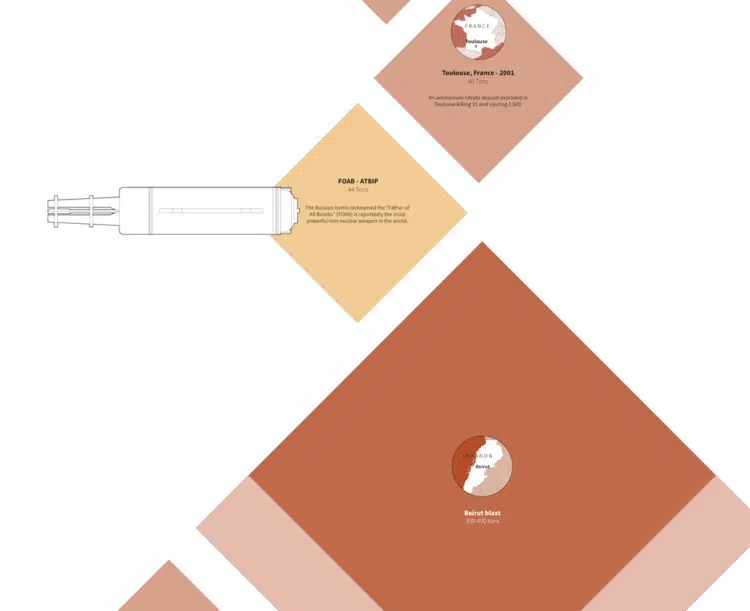 FRANCE
Toulouse
Toulouse, France - 2001
40 Tons
An ammonium nitrate deposit exploded in
Toulouse killing 31 and injuring 2,500.
FOAB - ATBIP
44 Tons
The Russian bomb nicknamed the "Father of
All Bombs" (FOAB) is reportedly the most
powerful non-nuclear weapon in the world.
LEBANON
Beirut
Beirut blast
300-400 tons